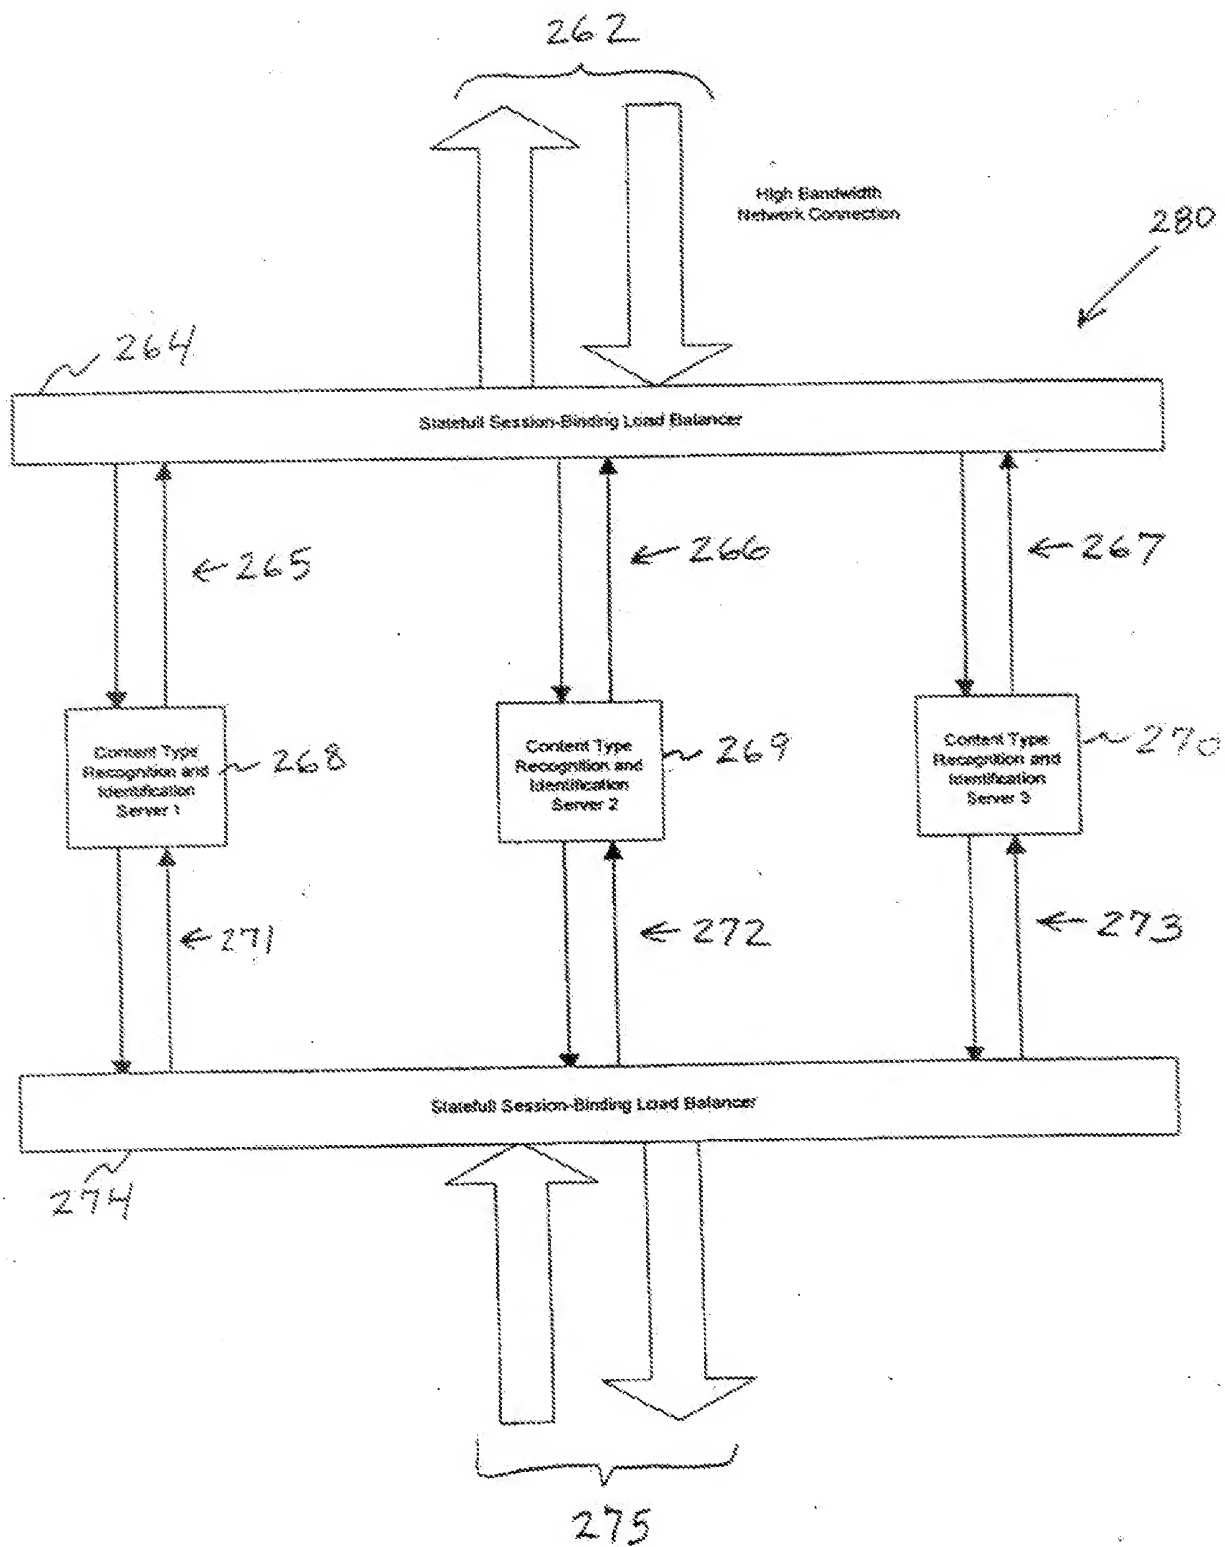 262
High Bandwidth
Network Connection
280
264
Statefull Session-Binding Load Balancer
265
266
267
Content Type
Recognition and
Identification
Server 1
268
Content Type
Recognition and
Identification
Server 2
269
Content Type
Recognition and
Identification
Server 3
270
271
272
273
Statefull Session-Binding Load Balancer
274
275